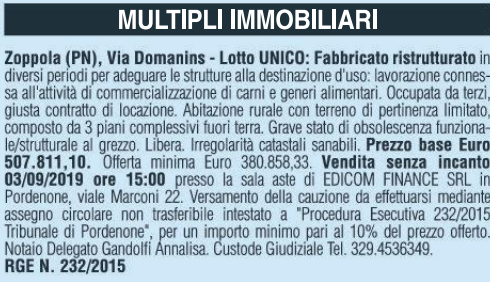 MULTIPLI IMMOBILIARI
Zoppola (PN), Via Domanins - Lotto UNICO: Fabbricato ristrutturato in
diversi periodi per adeguare le strutture alla destinazione d'uso: lavorazione connes-
sa all'attività di commercializzazione di carni e generi alimentari. Occupata da terzi,
giusta contratto di locazione. Abitazione rurale con terreno di pertinenza limitato,
composto da 3 piani complessivi fuori terra. Grave stato di obsolescenza funziona-
le/strutturale al grezzo. Libera. Irregolarità catastali sanabili. Prezzo base Euro
507.811,10. Offerta minima Euro 380.858,33. Vendita senza incanto
03/09/2019 ore 15:00 presso la sala aste di EDICOM FINANCE SRL in
Pordenone, viale Marconi 22. Versamento della cauzione da effettuarsi mediante
assegno circolare non trasferibile intestato a "Procedura Esecutiva 232/2015
Tribunale di Pordenone", per un importo minimo pari al 10% del prezzo offerto.
Notaio Delegato Gandolfi Annalisa. Custode Giudiziale Tel. 329.4536349.
RGE N. 232/2015